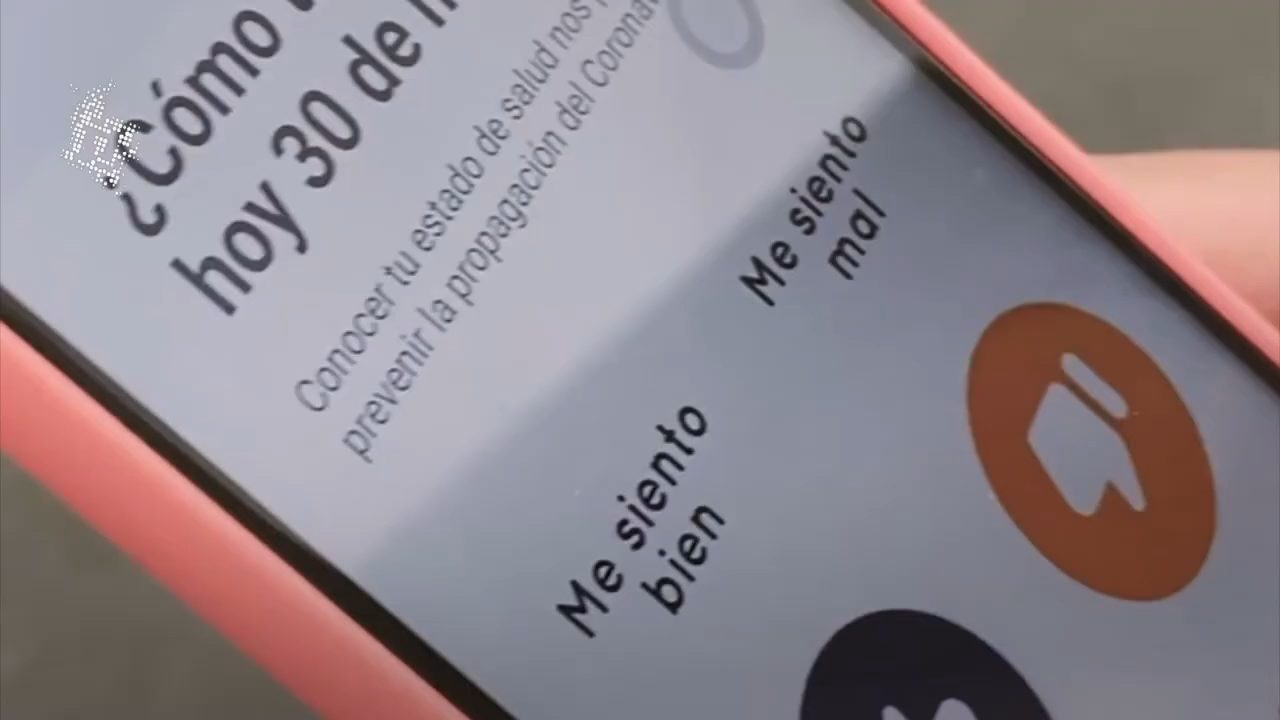 ¿Cómo
hoy 30 de
Conocer tu estado de salud nos
prevenir la propagación del
Me siento
mal
Me siento
bien